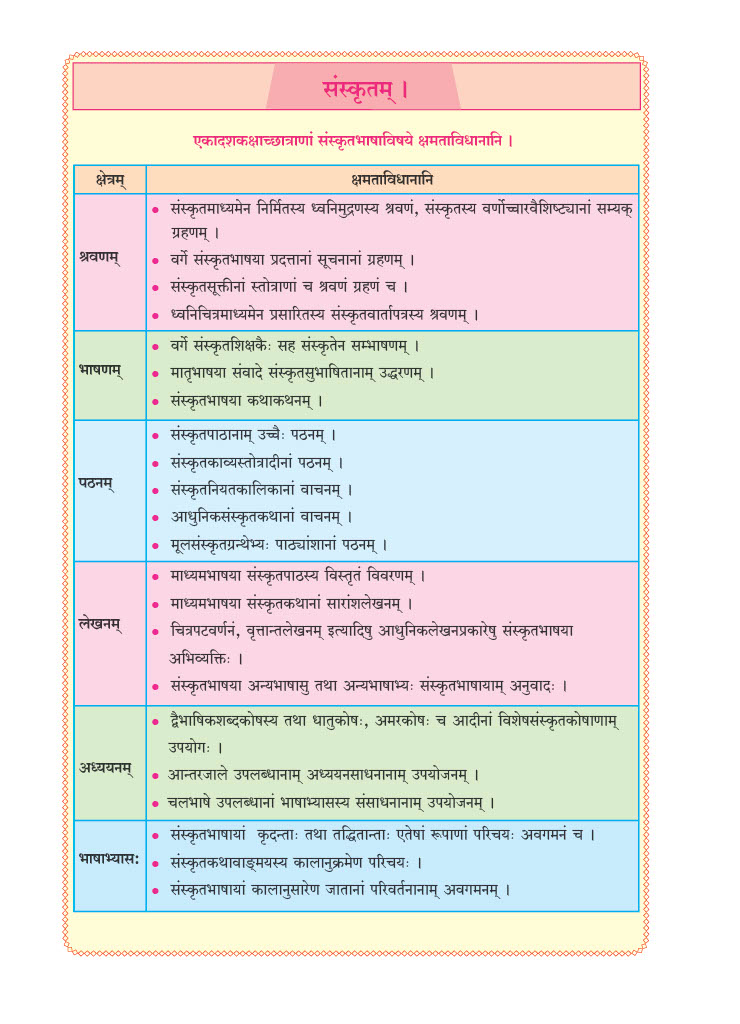 संस्कृतम् ।
एकादशकक्षाच्छात्राणां संस्कृतभाषाविषये क्षमताविधानानि ।
क्षेत्रम्
क्षमताविधानानि
श्रवणम्
• संस्कृतमाध्यमेन निर्मितस्य ध्वनिमुद्रणस्य श्रवणं, संस्कृतस्य वर्णोच्चारवैशिष्ट्यानां सम्यक्
ग्रहणम् ।
• वर्गे संस्कृतभाषया प्रदत्तानां सूचनानां ग्रहणम् ।
• संस्कृतसूक्तीनां स्तोत्राणां च श्रवणं ग्रहणं च ।
• ध्वनिचित्रमाध्यमेन प्रसारितस्य संस्कृतवार्तापत्रस्य श्रवणम् ।
भाषणम्
• वर्गे संस्कृतशिक्षकैः सह संस्कृतेन सम्भाषणम् ।
• मातृभाषया संवादे संस्कृतसुभाषितानाम् उद्धरणम् ।
• संस्कृतभाषया कथाकथनम् ।
पठनम्
• संस्कृतपाठानाम् उच्चैः पठनम् ।
• संस्कृतकाव्यस्तोत्रादीनां पठनम् ।
• संस्कृतनियतकालिकानां वाचनम् ।
• आधुनिकसंस्कृतकथानां वाचनम् ।
• मूलसंस्कृतग्रन्थेभ्यः पाठ्यांशानां पठनम् ।
लेखनम्
• माध्यमभाषया संस्कृतपाठस्य विस्तृतं विवरणम् ।
• माध्यमभाषया संस्कृतकथानां सारांशलेखनम् ।
• चित्रपटवर्णनं, वृत्तान्तलेखनम् इत्यादिषु आधुनिकलेखनप्रकारेषु संस्कृतभाषया
अभिव्यक्तिः ।
• संस्कृतभाषया अन्यभाषासु तथा अन्यभाषाभ्यः संस्कृतभाषायाम् अनुवादः ।
अध्ययनम्
• द्वैभाषिकशब्दकोषस्य तथा धातुकोषः, अमरकोषः च आदीनां विशेषसंस्कृतकोषाणाम्
उपयोगः ।
• आन्तरजाले उपलब्धानाम् अध्ययनसाधनानाम् उपयोजनम् ।
• चलभाषे उपलब्धानां भाषाभ्यासस्य संसाधनानाम् उपयोजनम् ।
भाषाभ्यास:
• संस्कृतभाषायां कृदन्ताः तथा तद्धितान्ताः एतेषां रूपाणां परिचयः अवगमनं च ।
• संस्कृतकथावाङ्मयस्य कालानुक्रमेण परिचयः ।
• संस्कृतभाषायां कालानुसारेण जातानां परिवर्तनानाम् अवगमनम् ।